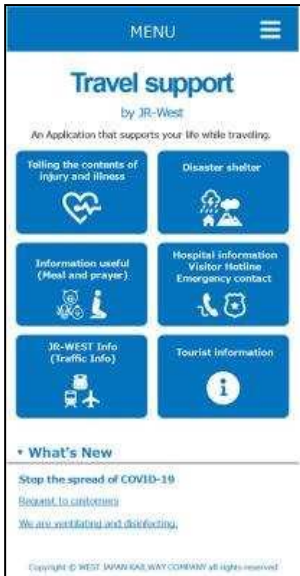 MENU
Travel support
by JR-West
An Application that supports your life while traveling.
Telling the contents of
injury and illness
Disaster shelter
Information useful
(Meal and prayer)
Hospital information
Visitor Hotline
Emergency contact
JR-WEST Info
(Traffic Info)
Tourist information
i
What's New
Stop the spread of COVID-19
Request to customers
We are ventilating and disinfecting.
Copyright © WEST JAPAN RAILWAY COMPANY all rights reserved